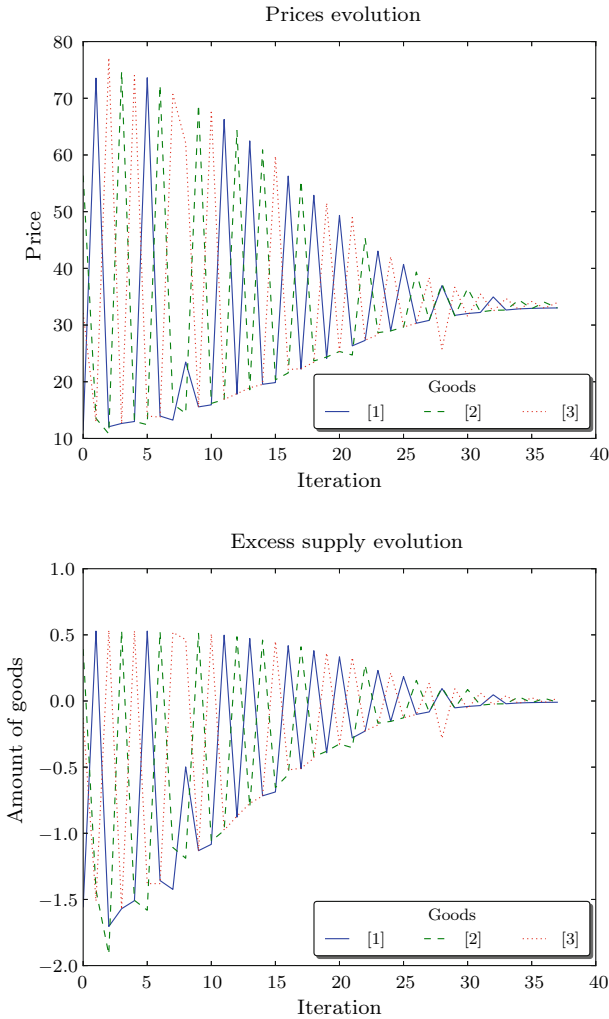 Prices evolution
80
70
60
50
40
30
20
10
Price
0 5 10 15 20 25 30 35 40
Iteration
Goods
[1] [2] [3]
Excess supply evolution
1.0
0.5
0.0
−0.5
−1.0
−1.5
−2.0
Amount of goods
0 5 10 15 20 25 30 35 40
Iteration
Goods
[1] [2] [3]